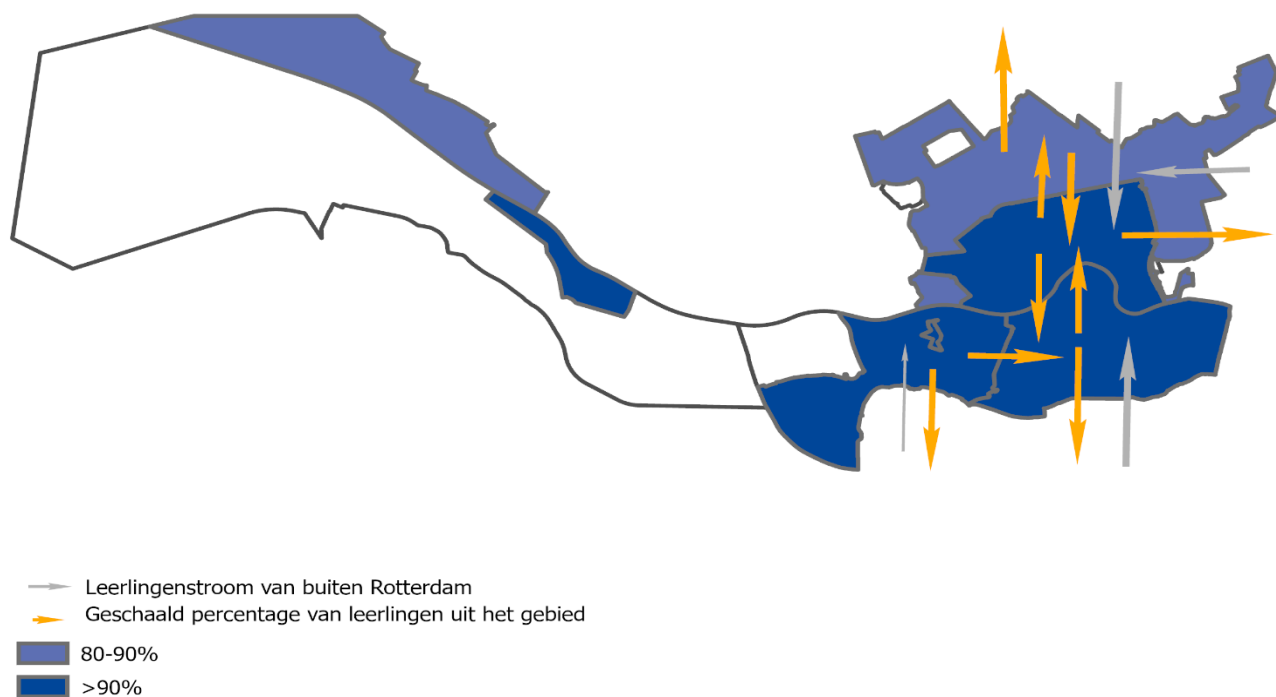 Leerlingenstroom van buiten Rotterdam
Geschaald percentage van leerlingen uit het gebied
80-90%
>90%